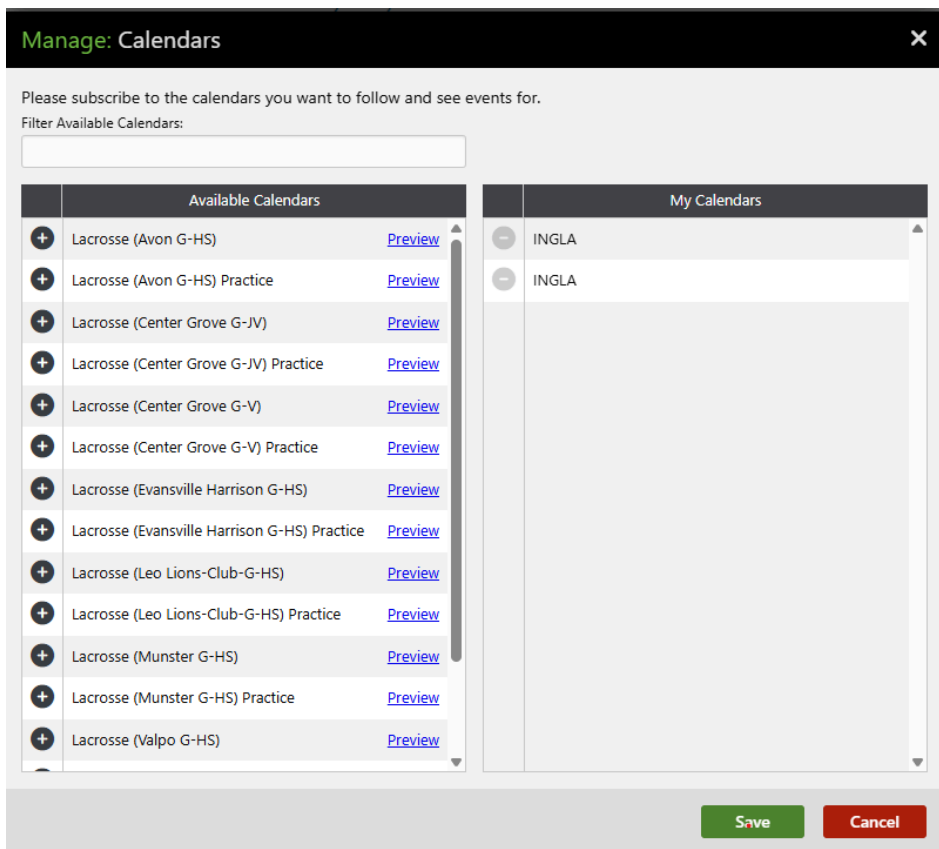 Manage: Calendars
Please subscribe to the calendars you want to follow and see events for.
Filter Available Calendars:
Available Calendars
Lacrosse (Avon G-HS) Preview
Lacrosse (Avon G-HS) Practice Preview
Lacrosse (Center Grove G-JV) Preview
Lacrosse (Center Grove G-JV) Practice Preview
Lacrosse (Center Grove G-V) Preview
Lacrosse (Center Grove G-V) Practice Preview
Lacrosse (Evansville Harrison G-HS) Preview
Lacrosse (Evansville Harrison G-HS) Practice Preview
Lacrosse (Leo Lions-Club-G-HS) Preview
Lacrosse (Leo Lions-Club-G-HS) Practice Preview
Lacrosse (Munster G-HS) Preview
Lacrosse (Munster G-HS) Practice Preview
Lacrosse (Valpo G-HS) Preview
My Calendars
INGLA
INGLA
Save Cancel